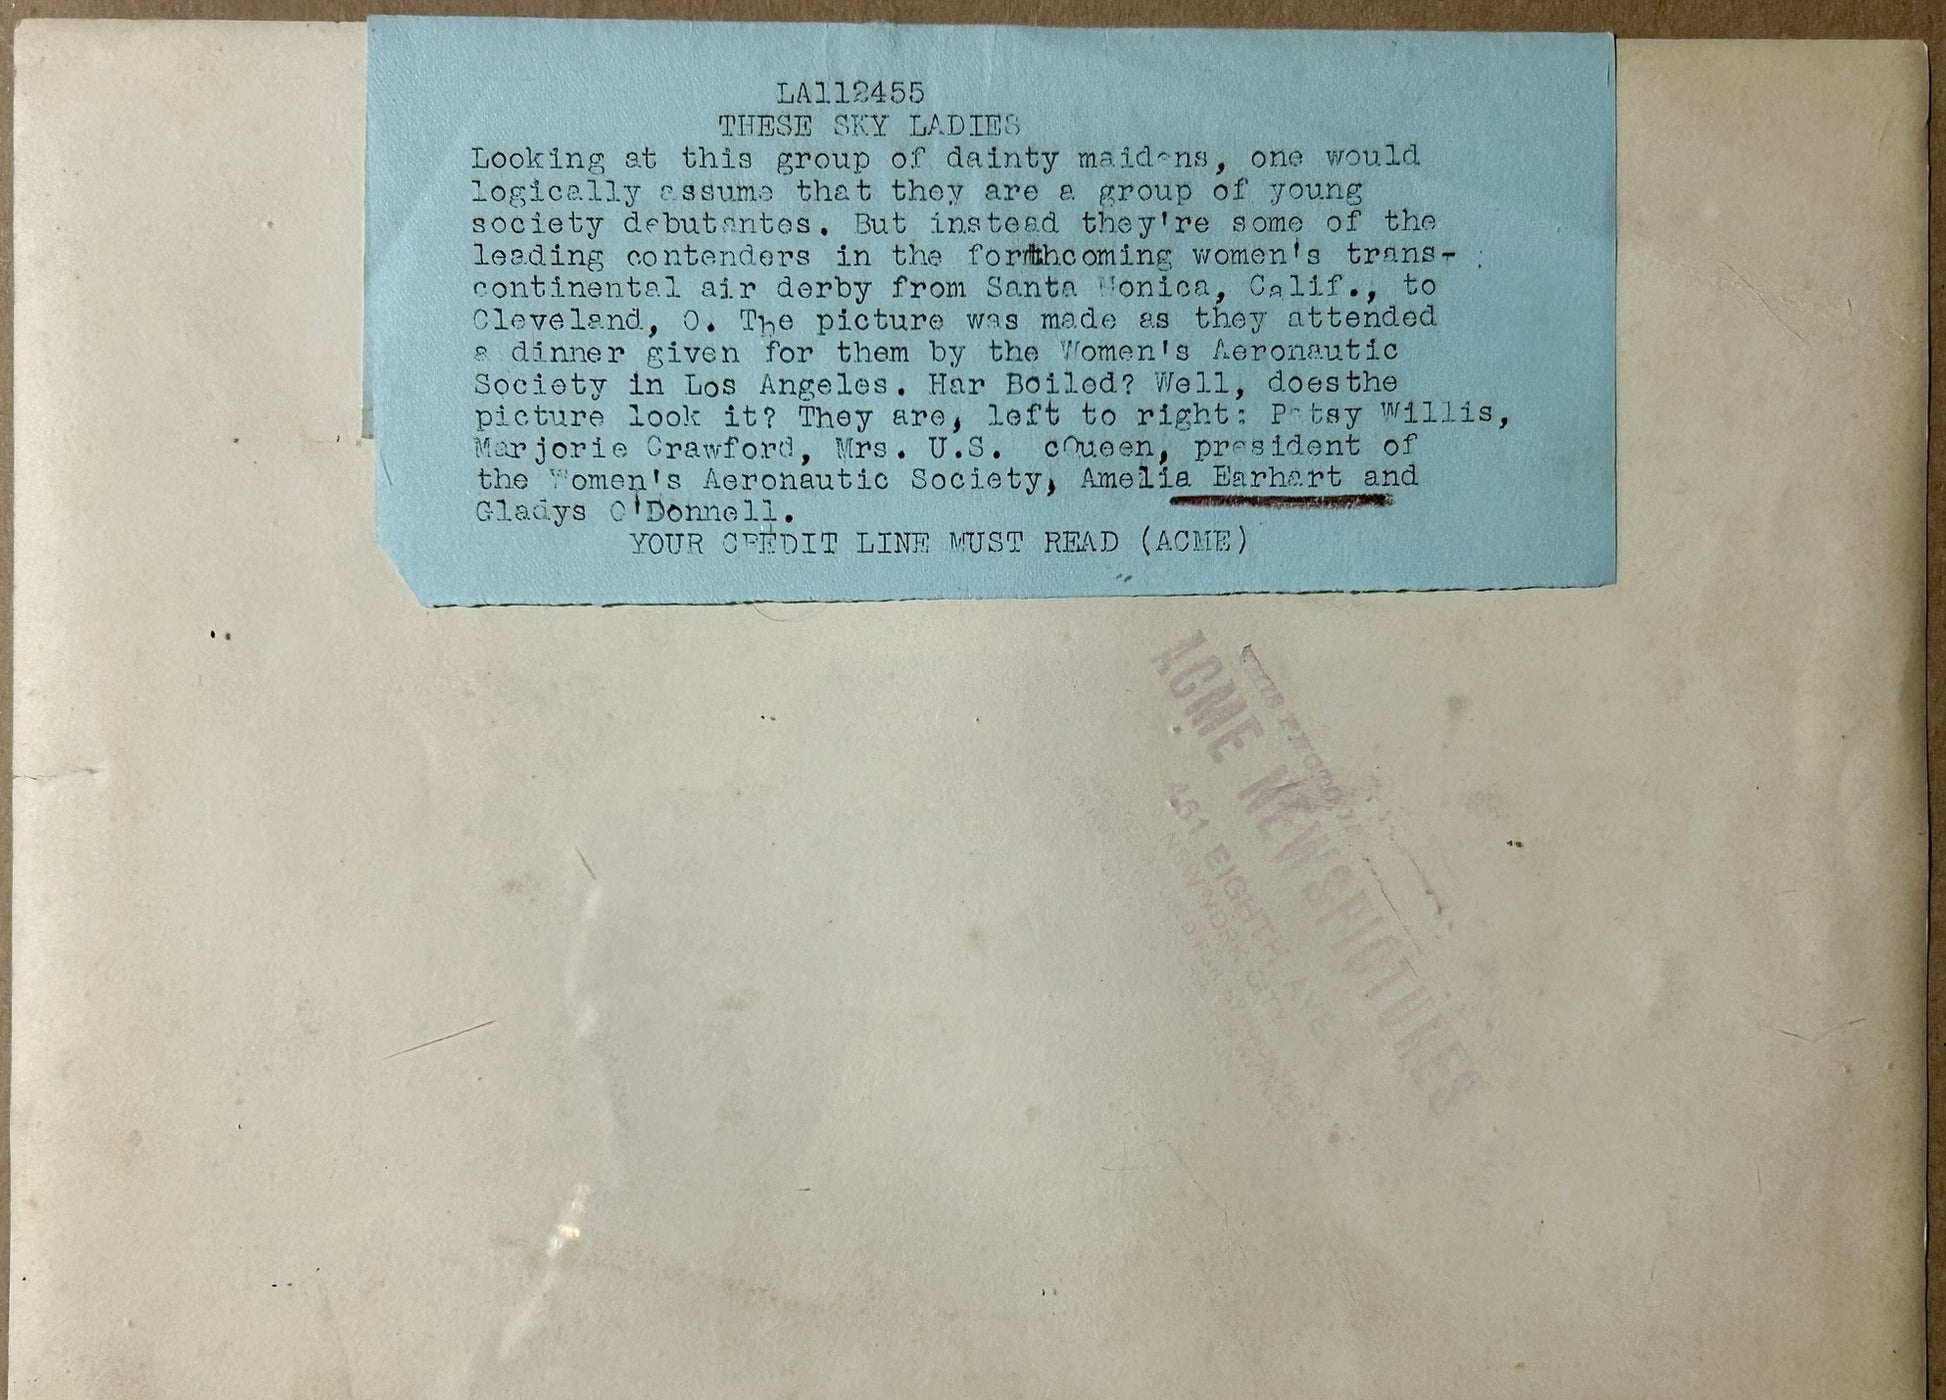 LA112455
THESE SKY LADIES
Looking at this group of dainty maidens, one would
logically assume that they are a group of young
society debutantes. But instead they're some of the
leading contenders in the forthcoming women's trans-
continental air derby from Santa Monica, Calif., to
Cleveland, O. The picture was made as they attended
a dinner given for them by the Women's Aeronautic
Society in Los Angeles. Har Boiled? Well, doesthe
picture look it? They are, left to right: Patsy Willis,
Marjorie Crawford, Mrs. U.S. cQueen, president of
the Women's Aeronautic Society, Amelia Earhart and
Gladys O'Donnell.
YOUR CREDIT LINE MUST READ (ACME)
ACME NEWSPICTURES
461 EIGHTH AVE
NEW YORK CITY